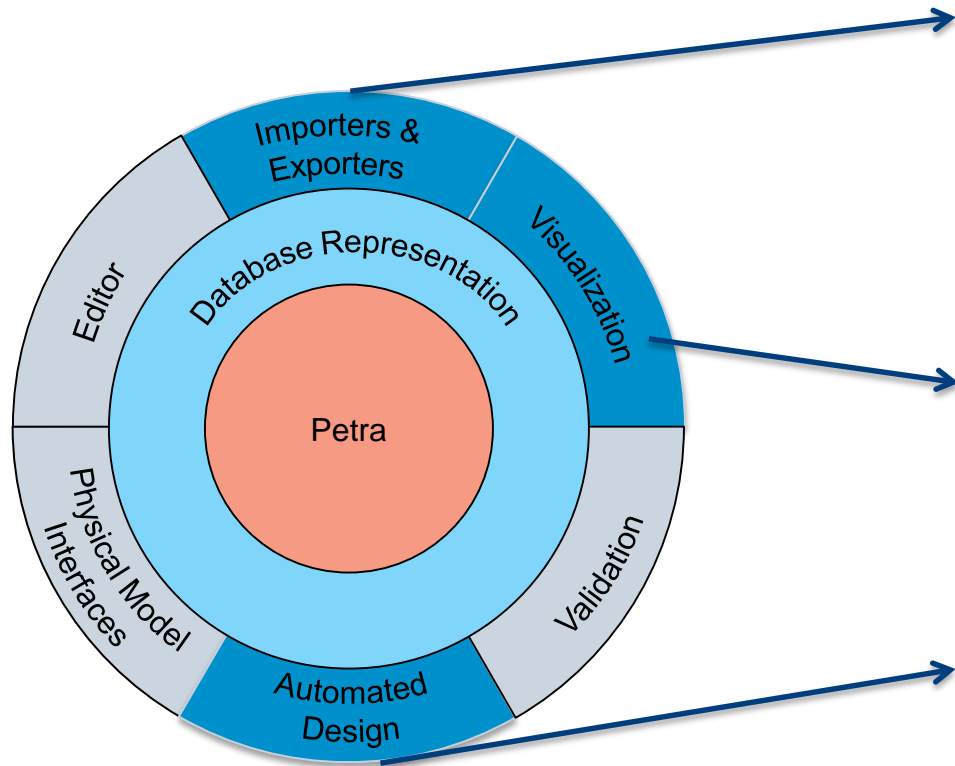 Importers &
Exporters
Visualization
Database Representation
Editor
Petra
Physical Model
Interfaces
Validation
Automated
Design